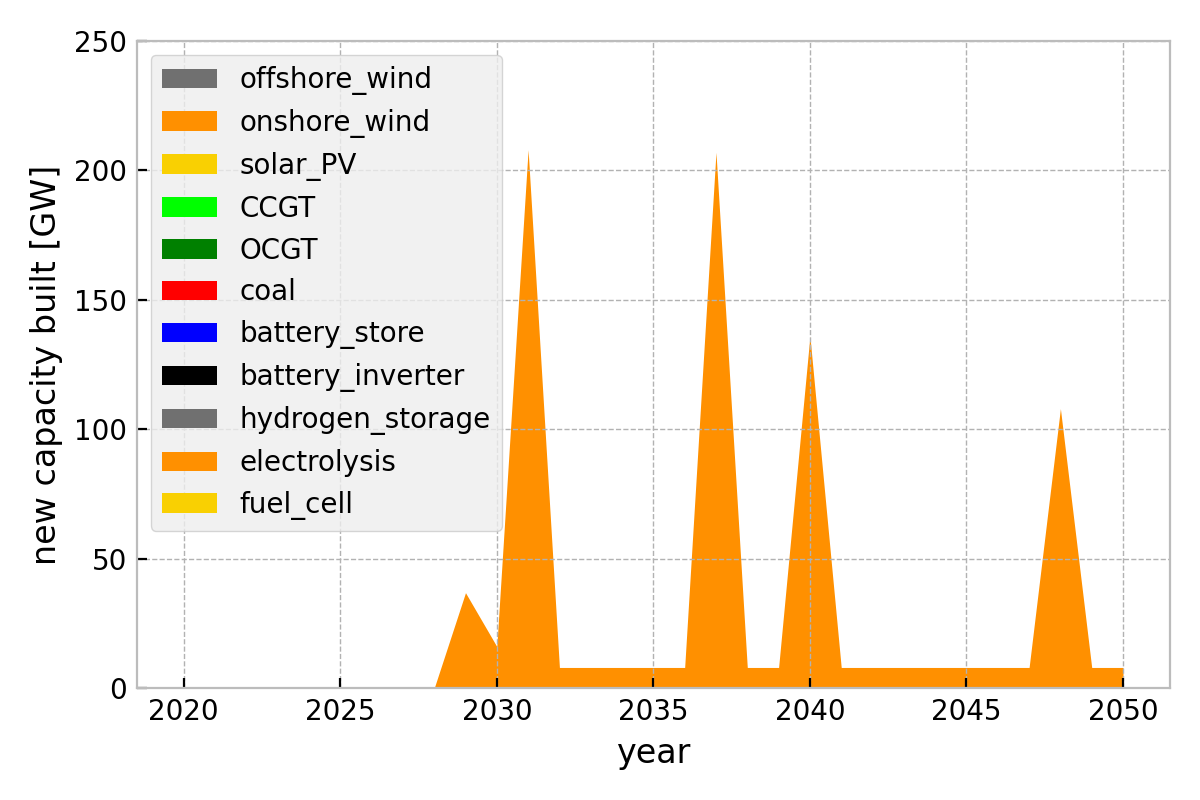 250
200
150
100
50
0
new capacity built [GW]
offshore_wind
onshore_wind
solar_PV
CCGT
OCGT
coal
battery_store
battery_inverter
hydrogen_storage
electrolysis
fuel_cell
2020 2025 2030 2035 2040 2045 2050
year